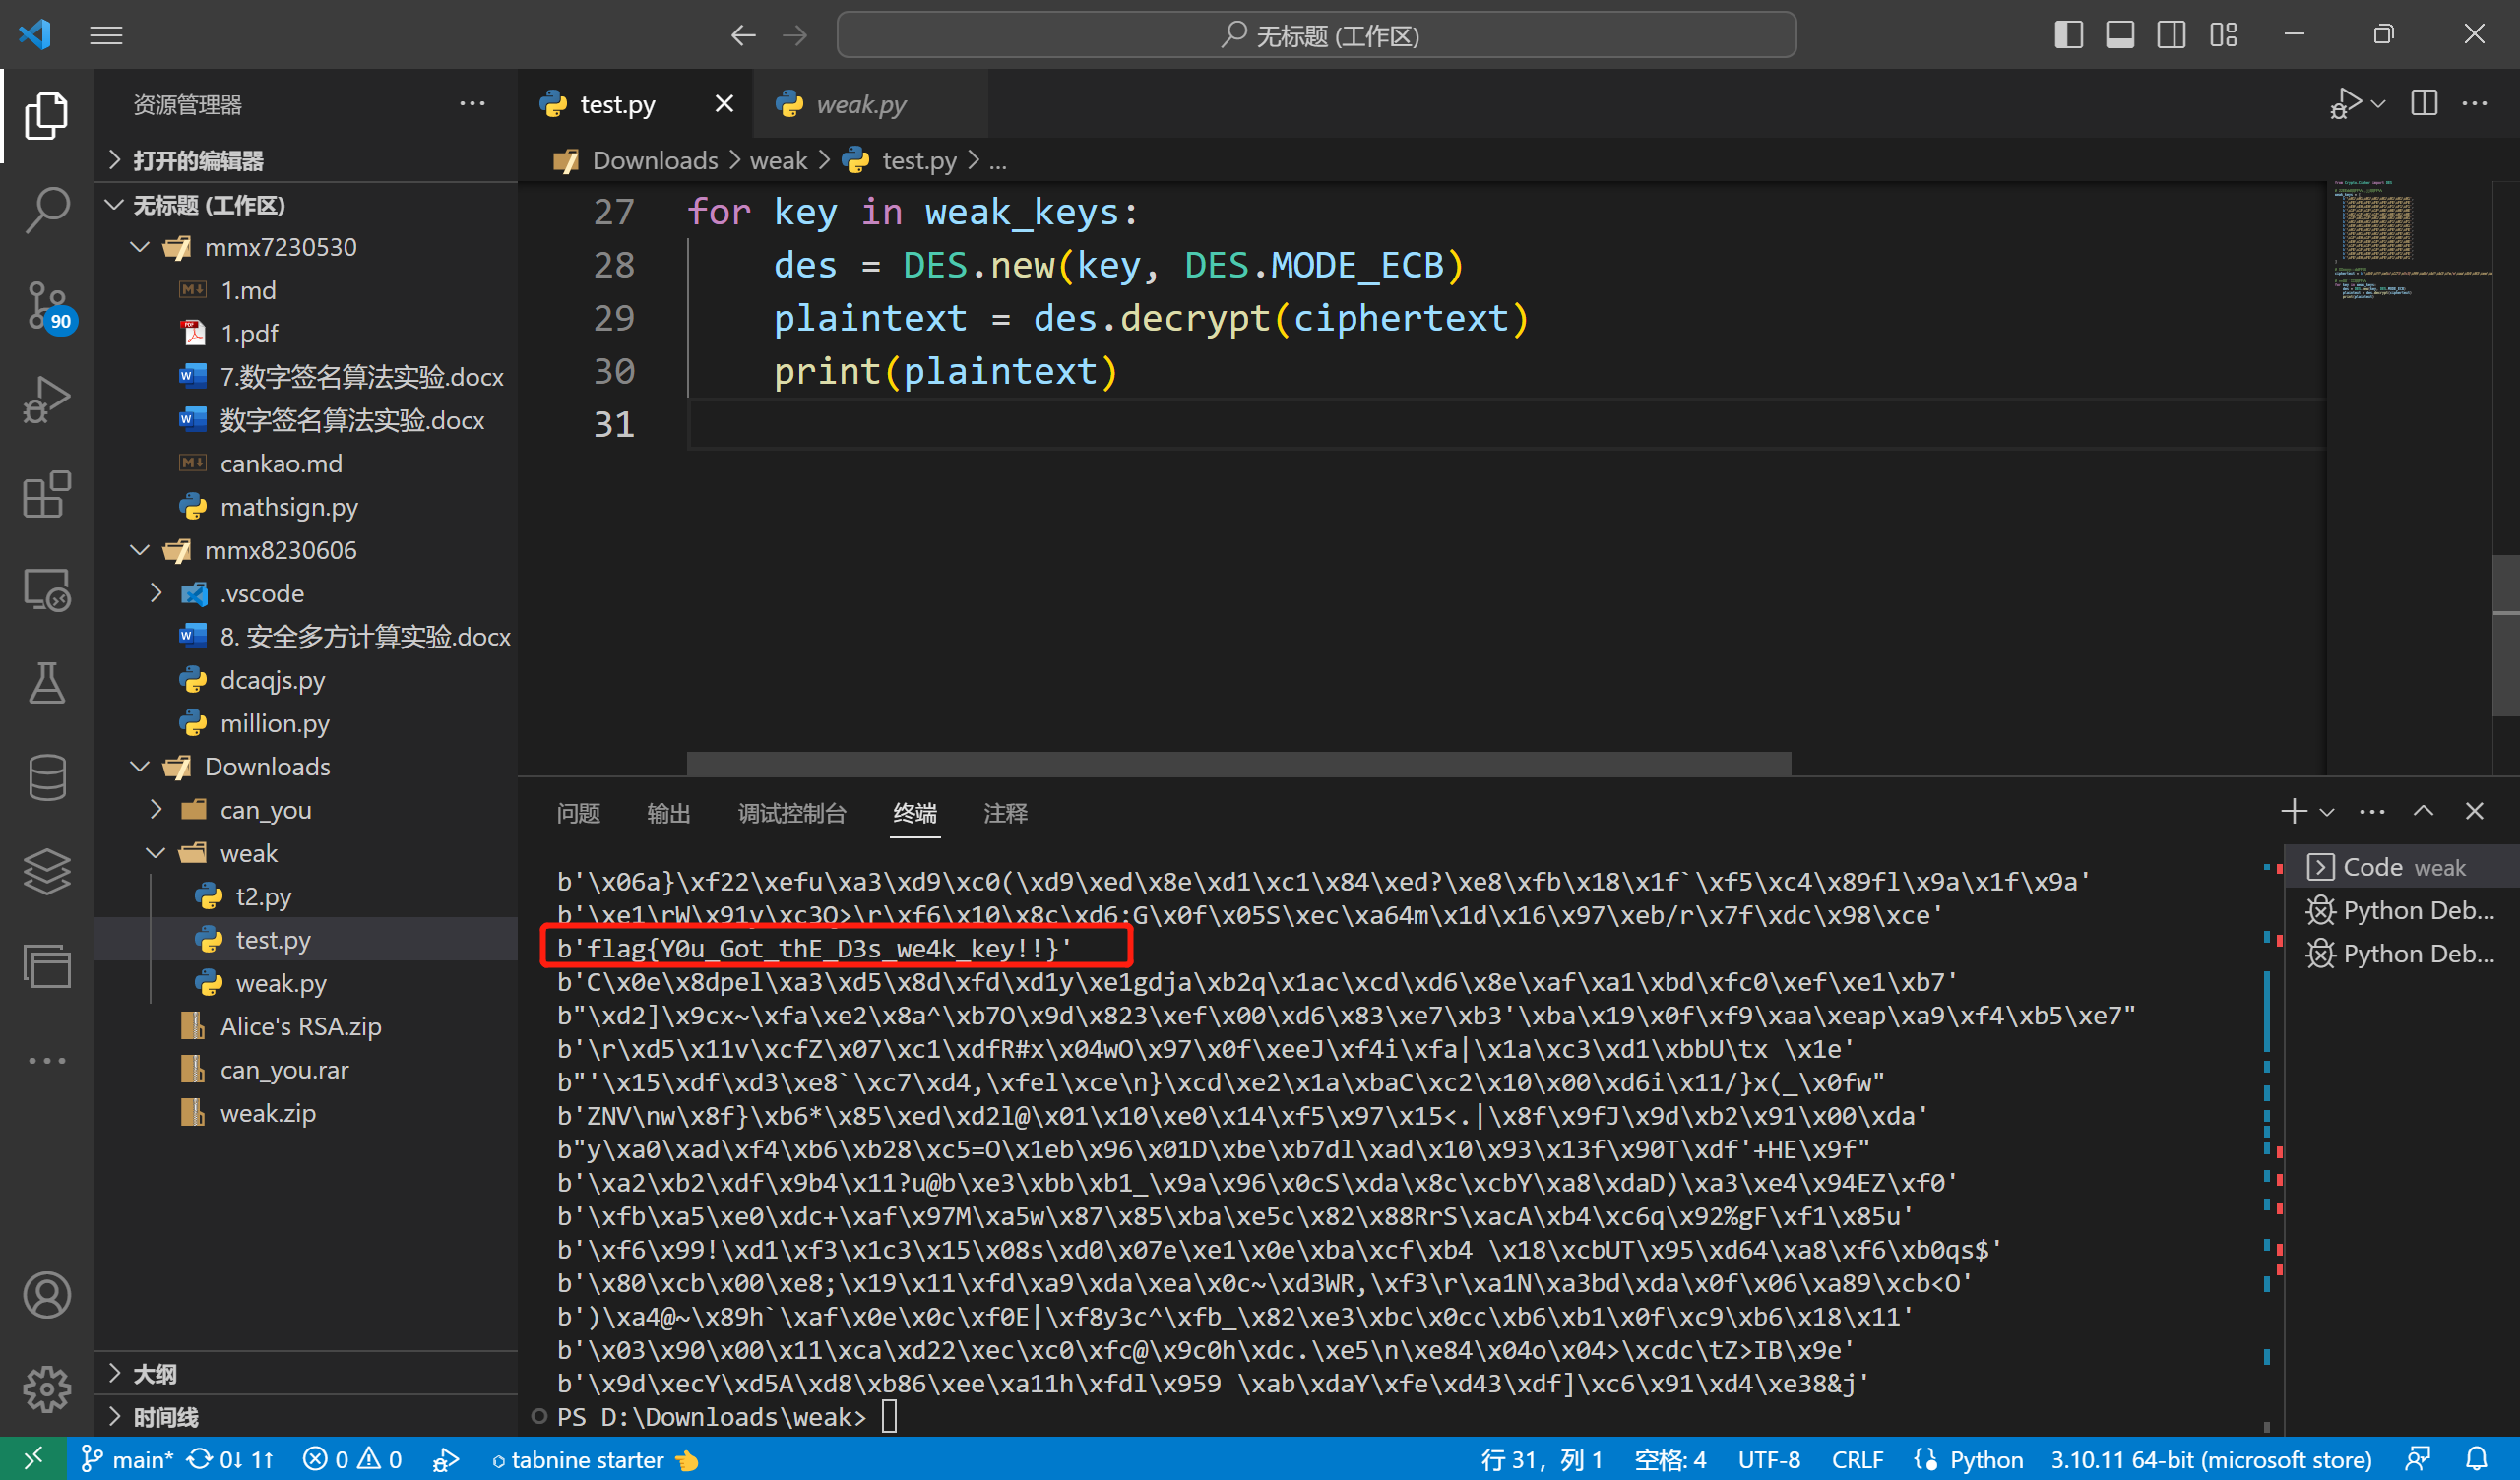 无标题 (工作区)
资源管理器
打开的编辑器
无标题 (工作区)
mmx7230530
1.md
1.pdf
7.数字签名算法实验.docx
数字签名算法实验.docx
cankao.md
mathsign.py
mmx8230606
.vscode
8. 安全多方计算实验.docx
dcaqjs.py
million.py
Downloads
can_you
weak
t2.py
test.py
weak.py
Alice's RSA.zip
can_you.rar
weak.zip
大纲
时间线
90
test.py
weak.py
Downloads > weak > test.py > ...
27 for key in weak_keys:
28 des = DES.new(key, DES.MODE_ECB)
29 plaintext = des.decrypt(ciphertext)
30 print(plaintext)
31
问题 输出 调试控制台 终端 注释
b'\x06a}\xf22\xefu\xa3\xd9\xc0(\xd9\xed\x8e\xd1\xc1\x84\xed?\xe8\xfb\x18\x1f`\xf5\xc4\x89fl\x9a\x1f\x9a'
b'\xe1\rW\x91y\xc3Q>\r\xf6\x10\x8c\xd6:G\x0f\x05S\xec\xa64m\x1d\x16\x97\xeb/r\x7f\xdc\x98\xce'
b'flag{Y0u_Got_thE_D3s_we4k_key!!}'
b'C\x0e\x8dpel\xa3\xd5\x8d\xfd\xd1y\xe1gdja\xb2q\x1ac\xcd\xd6\x8e\xaf\xa1\xbd\xfc0\xef\xe1\xb7'
b"\xd2]\x9cx~\xfa\xe2\x8a^\xb7O\x9d\x823\xef\x00\xd6\x83\xe7\xb3'\xba\x19\x0f\xf9\xaa\xeap\xa9\xf4\xb5\xe7"
b'\r\xd5\x11v\xcfZ\x07\xc1\xdfR#x\x04wO\x97\x0f\xeeJ\xf4i\xfa|\x1a\xc3\xd1\xbbU\tx \x1e'
b"'\x15\xdf\xd3\xe8`\xc7\xd4,\xfel\xce\n}\xcd\xe2\x1a\xbaC\xc2\x10\x00\xd6i\x11/}x(_\x0fw"
b'ZNV\nw\x8f}\xb6*\x85\xed\xd2l@\x01\x10\xe0\x14\xf5\x97\x15<.|\x8f\x9fJ\x9d\xb2\x91\x00\xda'
b"y\xa0\xad\xf4\xb6\xb28\xc5=O\x1eb\x96\x01D\xbe\xb7dl\xad\x10\x93\x13f\x90T\xdf'+HE\x9f"
b'\xa2\xb2\xdf\x9b4\x11?u@b\xe3\xbb\xb1_\x9a\x96\x0cS\xda\x8c\xcbY\xa8\xdaD)\xa3\xe4\x94EZ\xf0'
b'\xfb\xa5\xe0\xdc+\xaf\x97M\xa5w\x87\x85\xba\xe5c\x82\x88RrS\xacA\xb4\xc6q\x92%gF\xf1\x85u'
b'\xf6\x99!\xd1\xf3\x1c3\x15\x08s\xd0\x07e\xe1\x0e\xba\xcf\xb4 \x18\xcbUT\x95\xd64\xa8\xf6\xb0qs$'
b'\x80\xcb\x00\xe8;\x19\x11\xfd\xa9\xda\xea\x0c~\xd3WR,\xf3\r\xa1N\xa3bd\xda\x0f\x06\xa89\xcb<O'
b')\xa4@~\x89h`\xaf\x0e\x0c\xf0E|\xf8y3c^\xfb_\x82\xe3\xbc\x0cc\xb6\xb1\x0f\xc9\xb6\x18\x11'
b'\x03\x90\x00\x11\xca\xd22\xec\xc0\xfc@\x9c0h\xdc.\xe5\n\xe84\x04o\x04>\xcdc\tZ>IB\x9e'
b'\x9d\xecY\xd5A\xd8\xb86\xee\xa11h\xfdl\x959 \xab\xdaY\xfe\xd43\xdf]\xc6\x91\xd4\xe38&j'
PS D:\Downloads\weak>
Code weak
Python Deb...
Python Deb...
main* 0↓ 1↑ 0 0 tabnine starter 行 31, 列 1 空格: 4 UTF-8 CRLF Python 3.10.11 64-bit (microsoft store)